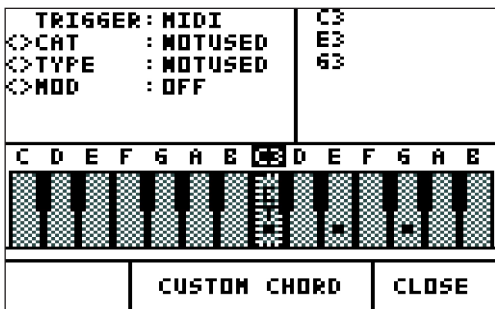 TRIGGER: MIDI
<>CAT : NOTUSED
<>TYPE : NOTUSED
<>MOD : OFF
C3
E3
G3
C D E F G A B C3 D E F G A B
CUSTOM CHORD CLOSE